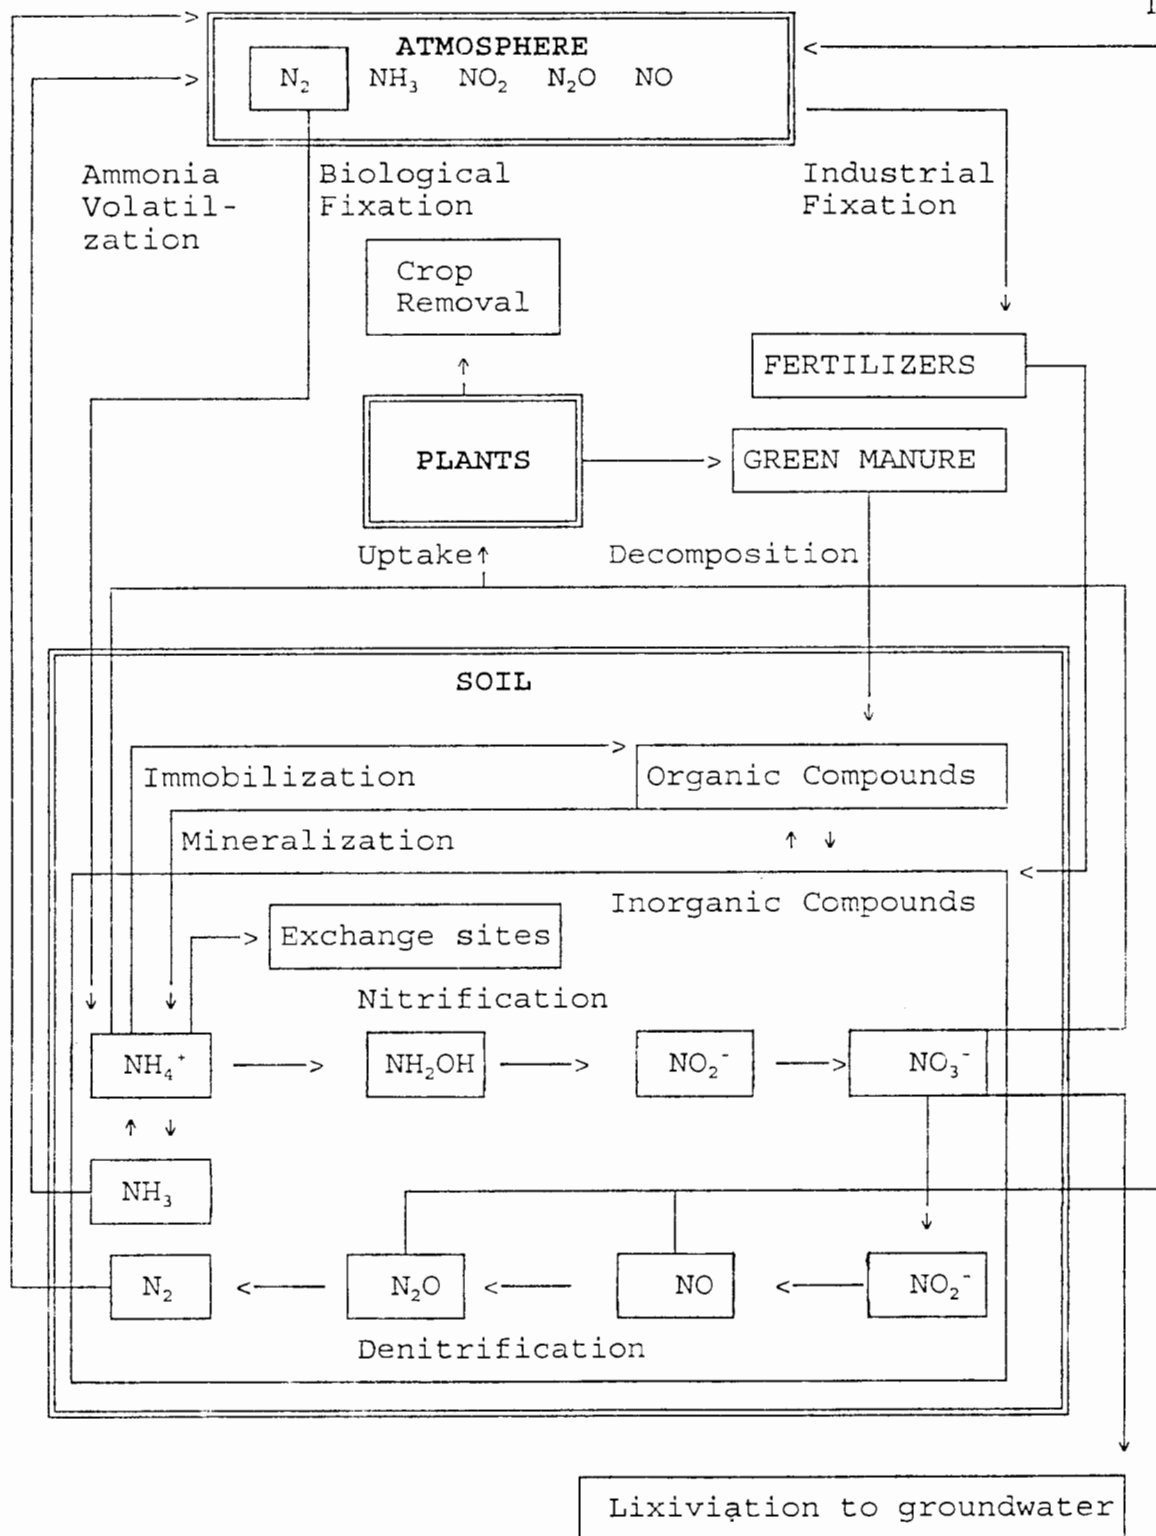 ATMOSPHERE
N₂ NH₃ NO₂ N₂O NO
Ammonia
Volatil-
zation
Biological
Fixation
Industrial
Fixation
Crop
Removal
FERTILIZERS
PLANTS
GREEN MANURE
Uptake
Decomposition
SOIL
Immobilization
Organic Compounds
Mineralization
Inorganic Compounds
Exchange sites
Nitrification
NH₄⁺
NH₂OH
NO₂⁻
NO₃⁻
NH₃
N₂
N₂O
NO
NO₂⁻
Denitrification
Lixiviation to groundwater